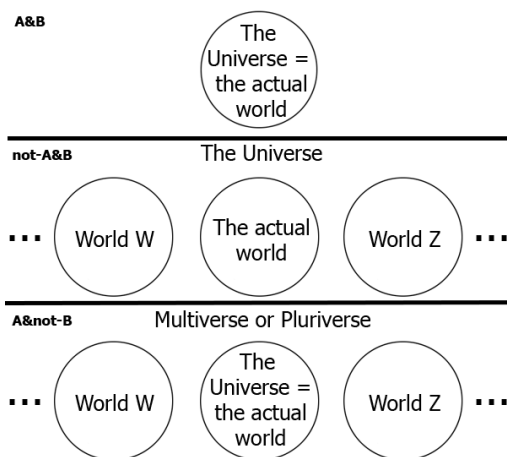 A&B
The
Universe =
the actual
world
not-A&B
The Universe
... World W
The actual
world
World Z ...
A&not-B
Multiverse or Pluriverse
... World W
The
Universe =
the actual
world
World Z ...